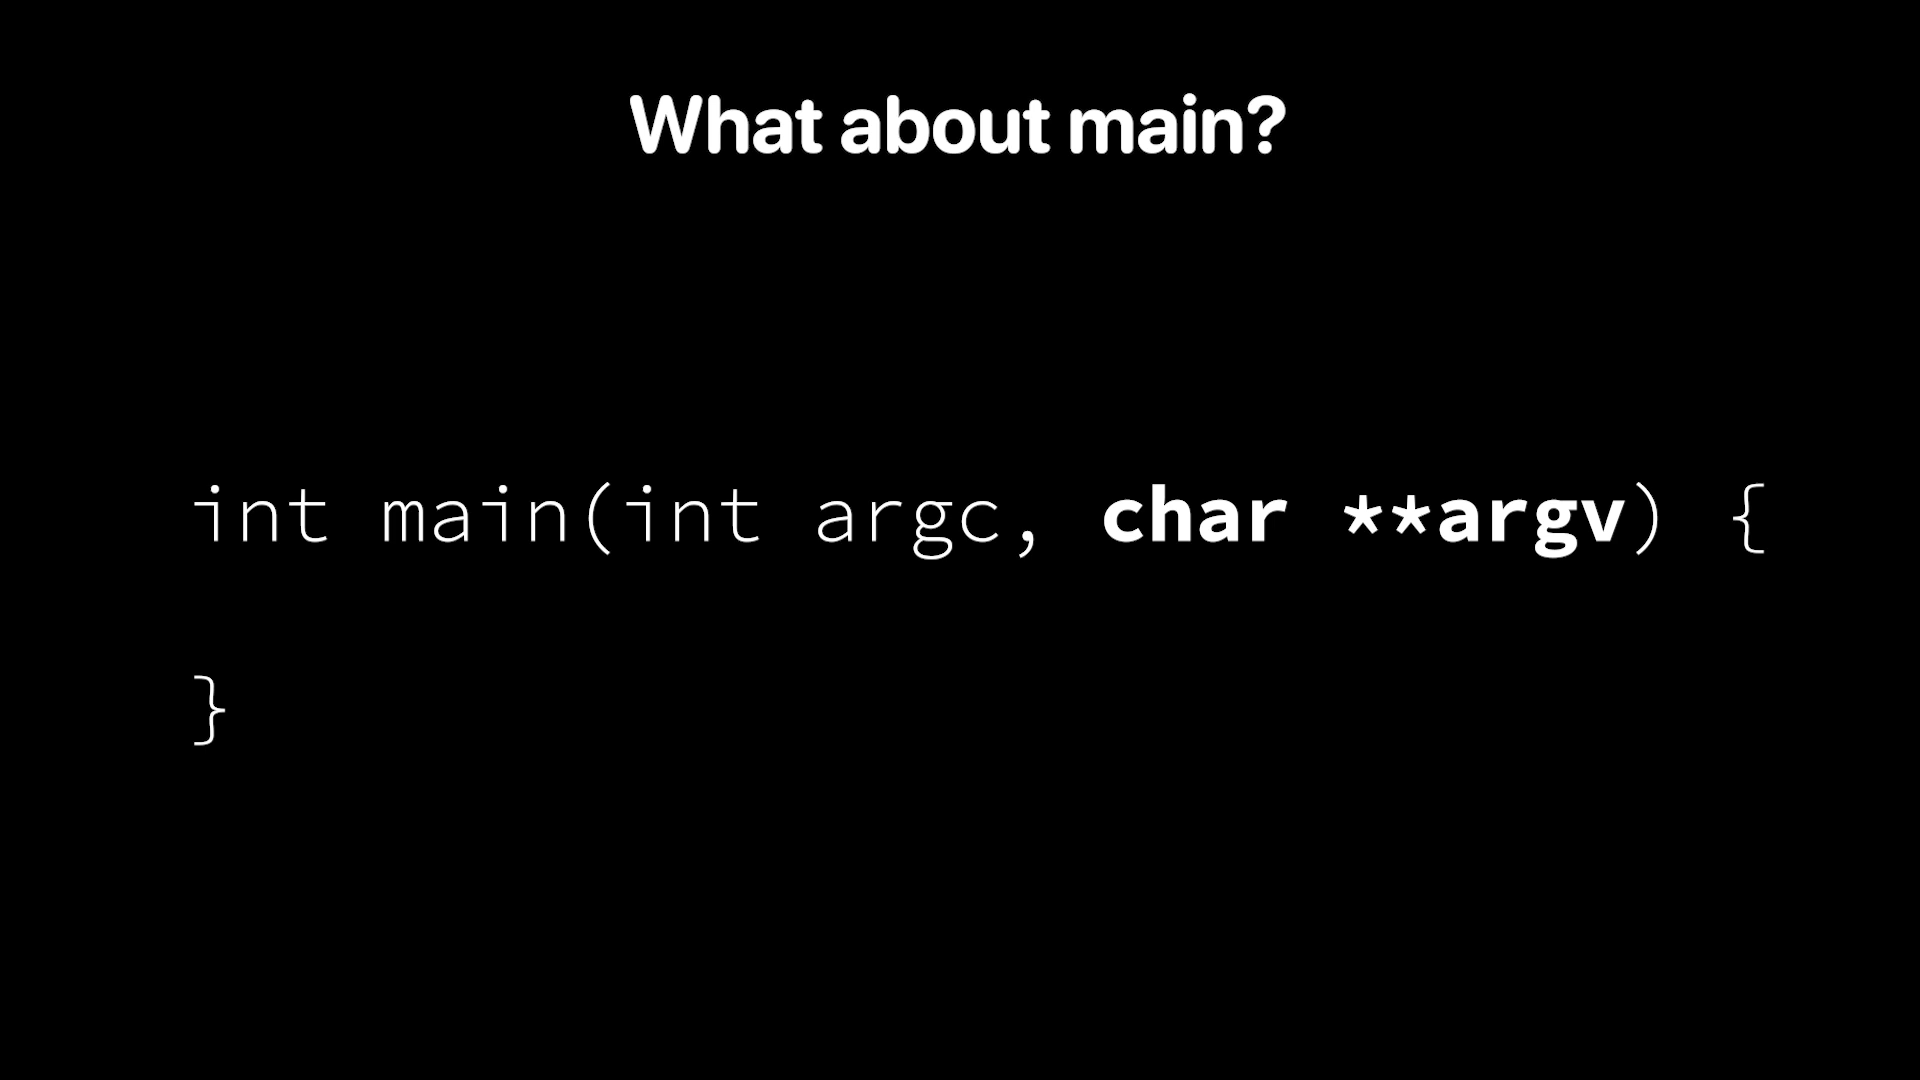 What about main?
int main(int argc, char **argv) {
}